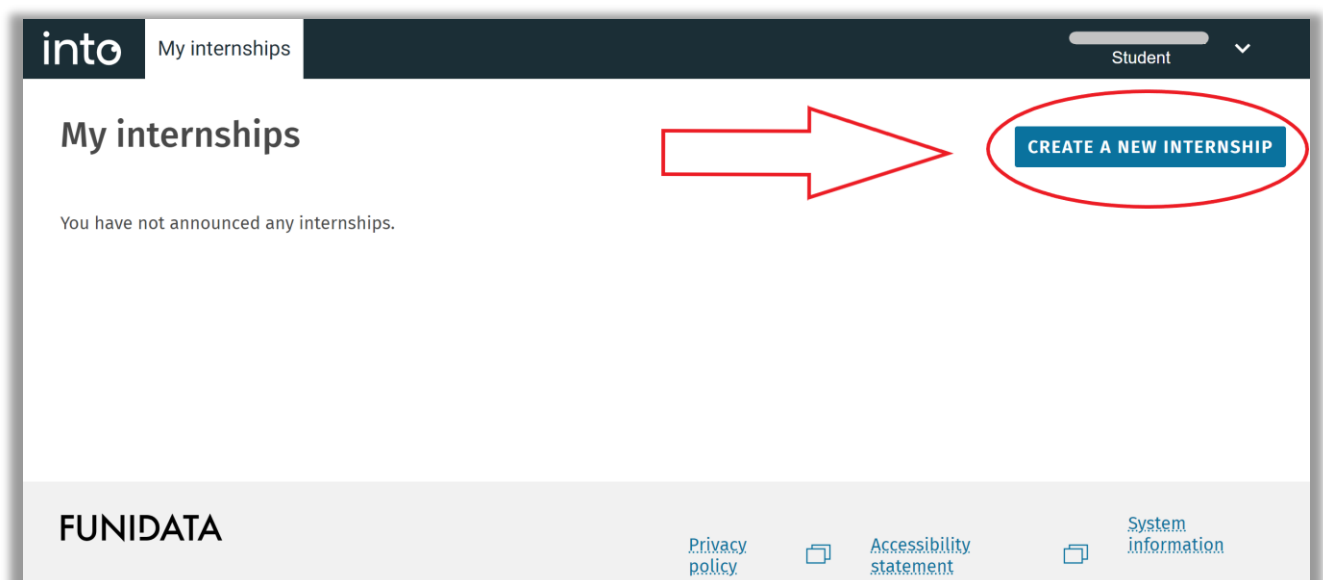 into
My internships
Student
My internships
CREATE A NEW INTERNSHIP
You have not announced any internships.
FUNIDATA
Privacy
policy
Accessibility
statement
System
information